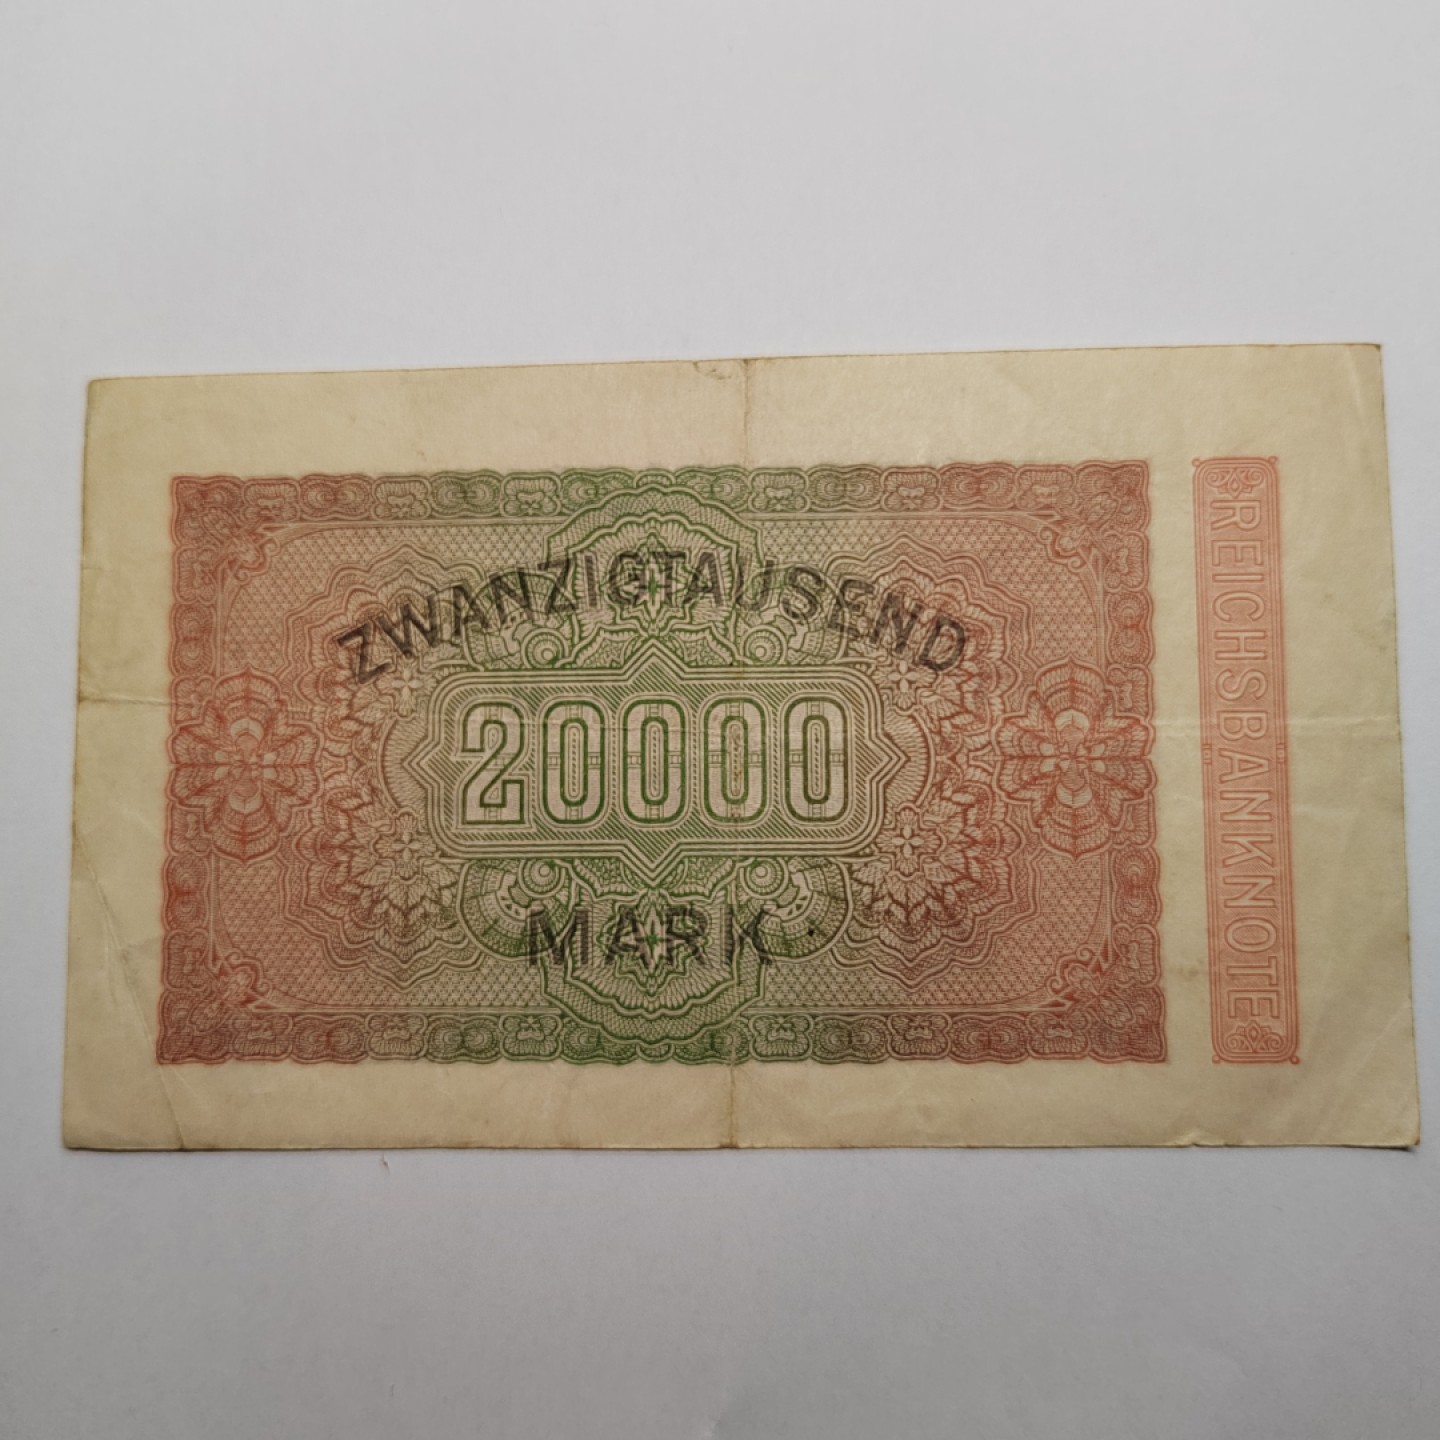 ZWANZIGTAUSEND
20000
MARK
REICHSBANKNOTE